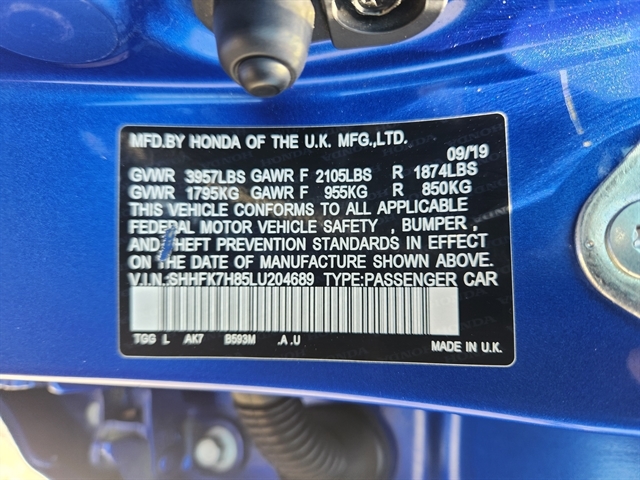 MFD.BY HONDA OF THE U.K. MFG.,LTD.
09/19
GVWR 3957LBS GAWR F 2105LBS R 1874LBS
GVWR 1795KG GAWR F 955KG R 850KG
THIS VEHICLE CONFORMS TO ALL APPLICABLE
FEDERAL MOTOR VEHICLE SAFETY , BUMPER ,
AND THEFT PREVENTION STANDARDS IN EFFECT
ON THE DATE OF MANUFACTURE SHOWN ABOVE.
V.I.N.:SHHFK7H85LU204689 TYPE:PASSENGER CAR
TGG L AK7 B593M .A .U
MADE IN U.K.